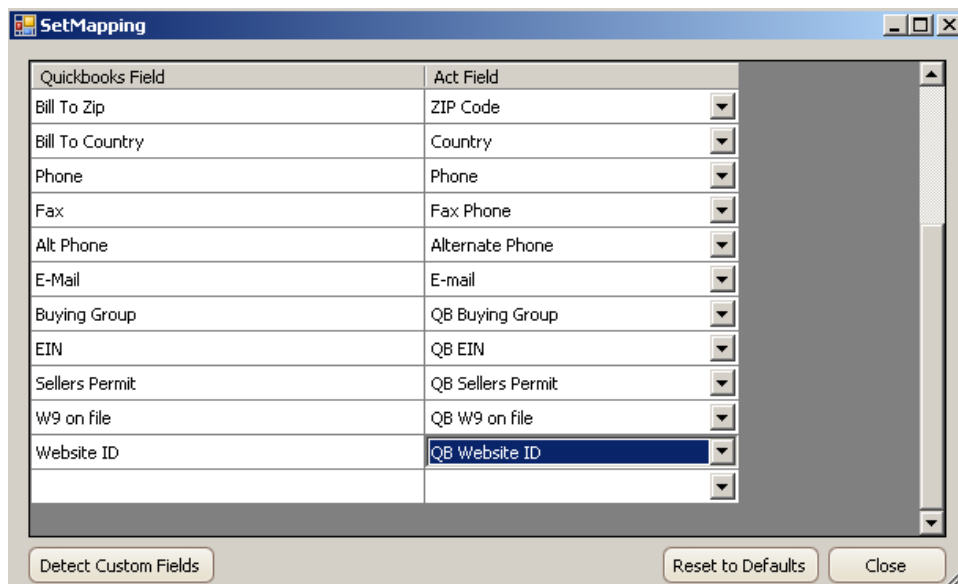 SetMapping
Quickbooks Field Act Field
Bill To Zip ZIP Code
Bill To Country Country
Phone Phone
Fax Fax Phone
Alt Phone Alternate Phone
E-Mail E-mail
Buying Group QB Buying Group
EIN QB EIN
Sellers Permit QB Sellers Permit
W9 on file QB W9 on file
Website ID QB Website ID
Detect Custom Fields Reset to Defaults Close